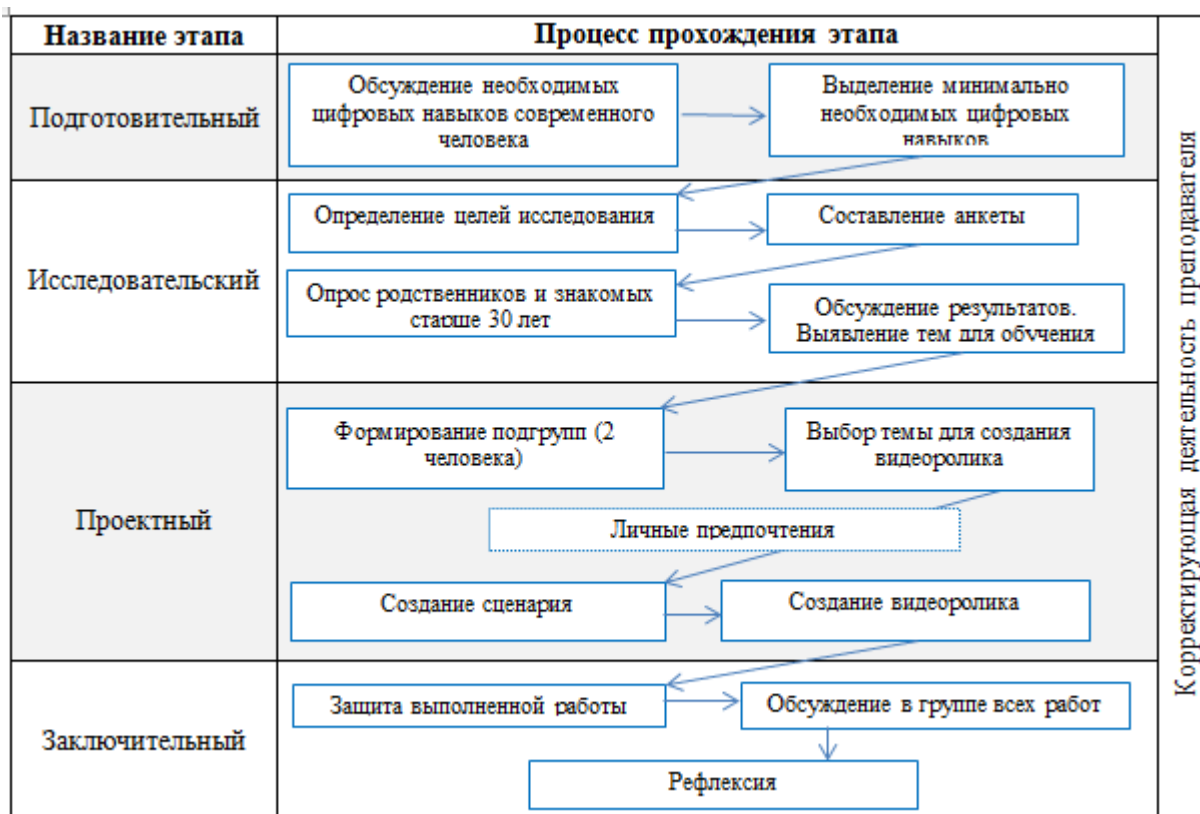 Название этапа
Процесс прохождения этапа
Подготовительный
Обсуждение необходимых
цифровых навыков современного
человека
Выделение минимально
необходимых цифровых
навыков
Исследовательский
Определение целей исследования
Составление анкеты
Опрос родственников и знакомых
старше 30 лет
Обсуждение результатов.
Выявление тем для обучения
Проектный
Формирование подгрупп (2
человека)
Выбор темы для создания
видеоролика
Личные предпочтения
Создание сценария
Создание видеоролика
Заключительный
Защита выполненной работы
Обсуждение в группе всех работ
Рефлексия
Корректирующая деятельность преподавателя